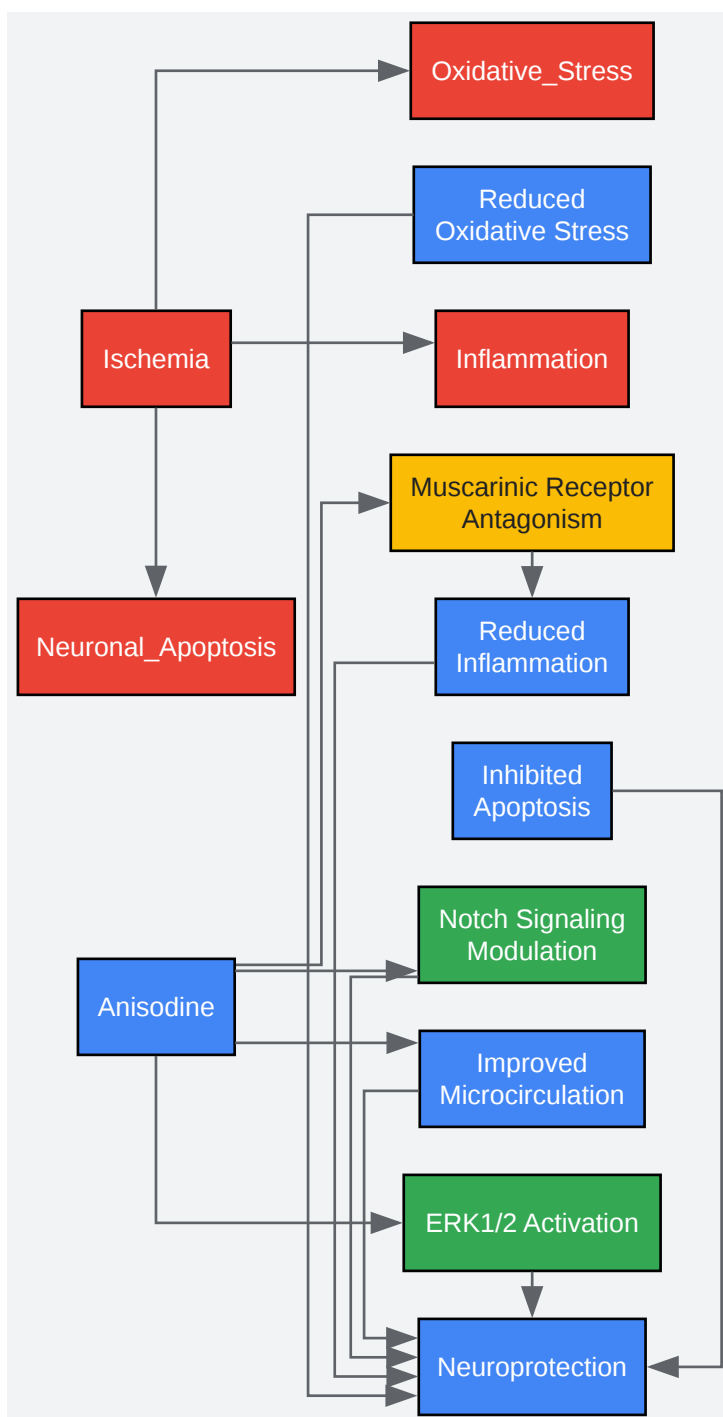 Oxidative_Stress
Reduced
Oxidative Stress
Ischemia
Inflammation
Muscarinic Receptor
Antagonism
Neuronal_Apoptosis
Reduced
Inflammation
Inhibited
Apoptosis
Notch Signaling
Modulation
Anisodine
Improved
Microcirculation
ERK1/2 Activation
Neuroprotection